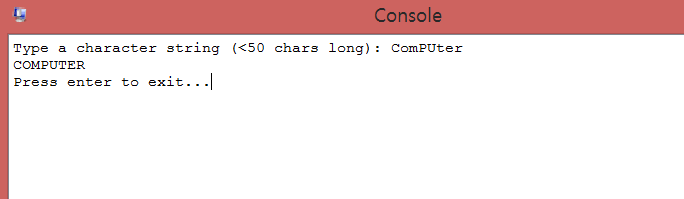 Console
Type a character string (<50 chars long): ComPUter
COMPUTER
Press enter to exit...